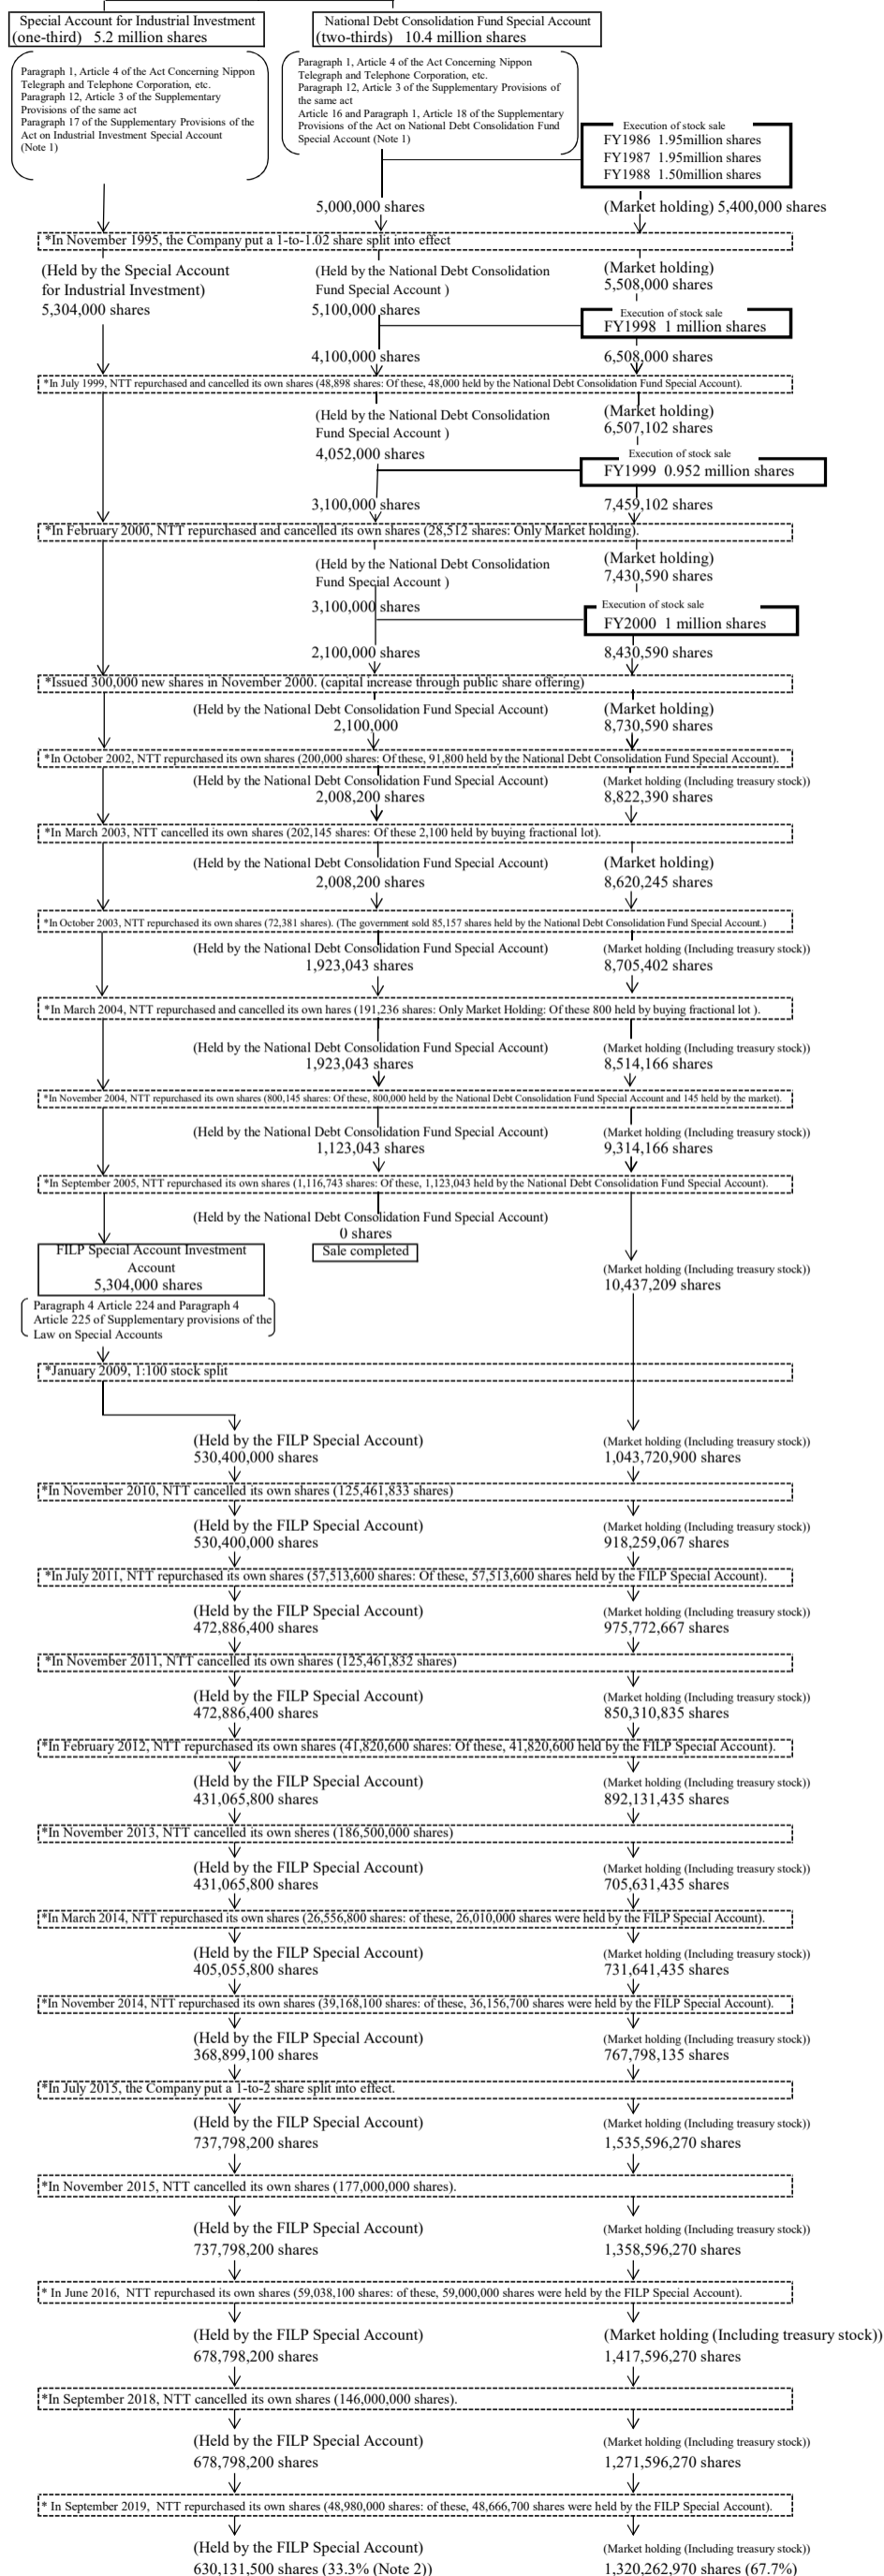 Special Account for Industrial Investment
(one-third) 5.2 million shares
National Debt Consolidation Fund Special Account
(two-thirds) 10.4 million shares
Paragraph 1, Article 4 of the Act Concerning Nippon
Telegraph and Telephone Corporation, etc.
Paragraph 12, Article 3 of the Supplementary
Provisions of the same act
Paragraph 17 of the Supplementary Provisions of the
Act on Industrial Investment Special Account
(Note 1)
Paragraph 1, Article 4 of the Act Concerning Nippon
Telegraph and Telephone Corporation, etc.
Paragraph 12, Article 3 of the Supplementary Provisions of
the same act
Article 16 and Paragraph 1, Article 18 of the Supplementary
Provisions of the Act on National Debt Consolidation Fund
Special Account (Note 1)
Execution of stock sale
FY1986 1.95million shares
FY1987 1.95million shares
FY1988 1.50million shares
5,000,000 shares
(Market holding) 5,400,000 shares
*In November 1995, the Company put a 1-to-1.02 share split into effect
(Held by the Special Account
for Industrial Investment)
5,304,000 shares
(Held by the National Debt Consolidation
Fund Special Account )
5,100,000 shares
(Market holding)
5,508,000 shares
Execution of stock sale
FY1998 1 million shares
4,100,000 shares
6,508,000 shares
*In July 1999, NTT repurchased and cancelled its own shares (48,898 shares: Of these, 48,000 held by the National Debt Consolidation Fund Special Account).
(Held by the National Debt Consolidation
Fund Special Account )
4,052,000 shares
(Market holding)
6,507,102 shares
Execution of stock sale
FY1999 0.952 million shares
3,100,000 shares
7,459,102 shares
*In February 2000, NTT repurchased and cancelled its own shares (28,512 shares: Only Market holding).
(Held by the National Debt Consolidation
Fund Special Account )
3,100,000 shares
(Market holding)
7,430,590 shares
Execution of stock sale
FY2000 1 million shares
2,100,000 shares
8,430,590 shares
*Issued 300,000 new shares in November 2000. (capital increase through public share offering)
(Held by the National Debt Consolidation Fund Special Account)
2,100,000
(Market holding)
8,730,590 shares
*In October 2002, NTT repurchased its own shares (200,000 shares: Of these, 91,800 held by the National Debt Consolidation Fund Special Account).
(Held by the National Debt Consolidation Fund Special Account)
2,008,200 shares
(Market holding (Including treasury stock))
8,822,390 shares
*In March 2003, NTT cancelled its own shares (202,145 shares: Of these 2,100 held by buying fractional lot).
(Held by the National Debt Consolidation Fund Special Account)
2,008,200 shares
(Market holding)
8,620,245 shares
*In October 2003, NTT repurchased its own shares (72,381 shares). (The government sold 85,157 shares held by the National Debt Consolidation Fund Special Account.)
(Held by the National Debt Consolidation Fund Special Account)
1,923,043 shares
(Market holding (Including treasury stock))
8,705,402 shares
*In March 2004, NTT repurchased and cancelled its own hares (191,236 shares: Only Market Holding: Of these 800 held by buying fractional lot ).
(Held by the National Debt Consolidation Fund Special Account)
1,923,043 shares
(Market holding (Including treasury stock))
8,514,166 shares
*In November 2004, NTT repurchased its own shares (800,145 shares: Of these, 800,000 held by the National Debt Consolidation Fund Special Account and 145 held by the market).
(Held by the National Debt Consolidation Fund Special Account)
1,123,043 shares
(Market holding (Including treasury stock))
9,314,166 shares
*In September 2005, NTT repurchased its own shares (1,116,743 shares: Of these, 1,123,043 held by the National Debt Consolidation Fund Special Account).
(Held by the National Debt Consolidation Fund Special Account)
0 shares
Sale completed
FILP Special Account Investment
Account
5,304,000 shares
(Market holding (Including treasury stock))
10,437,209 shares
Paragraph 4 Article 224 and Paragraph 4
Article 225 of Supplementary provisions of the
Law on Special Accounts
*January 2009, 1:100 stock split
(Held by the FILP Special Account)
530,400,000 shares
(Market holding (Including treasury stock))
1,043,720,900 shares
*In November 2010, NTT cancelled its own shares (125,461,833 shares)
(Held by the FILP Special Account)
530,400,000 shares
(Market holding (Including treasury stock))
918,259,067 shares
*In July 2011, NTT repurchased its own shares (57,513,600 shares: Of these, 57,513,600 shares held by the FILP Special Account).
(Held by the FILP Special Account)
472,886,400 shares
(Market holding (Including treasury stock))
975,772,667 shares
*In November 2011, NTT cancelled its own shares (125,461,832 shares)
(Held by the FILP Special Account)
472,886,400 shares
(Market holding (Including treasury stock))
850,310,835 shares
*In February 2012, NTT repurchased its own shares (41,820,600 shares: Of these, 41,820,600 held by the FILP Special Account).
(Held by the FILP Special Account)
431,065,800 shares
(Market holding (Including treasury stock))
892,131,435 shares
*In November 2013, NTT cancelled its own sheres (186,500,000 shares)
(Held by the FILP Special Account)
431,065,800 shares
(Market holding (Including treasury stock))
705,631,435 shares
*In March 2014, NTT repurchased its own shares (26,556,800 shares: of these, 26,010,000 shares were held by the FILP Special Account).
(Held by the FILP Special Account)
405,055,800 shares
(Market holding (Including treasury stock))
731,641,435 shares
*In November 2014, NTT repurchased its own shares (39,168,100 shares: of these, 36,156,700 shares were held by the FILP Special Account).
(Held by the FILP Special Account)
368,899,100 shares
(Market holding (Including treasury stock))
767,798,135 shares
*In July 2015, the Company put a 1-to-2 share split into effect.
(Held by the FILP Special Account)
737,798,200 shares
(Market holding (Including treasury stock))
1,535,596,270 shares
*In November 2015, NTT cancelled its own shares (177,000,000 shares).
(Held by the FILP Special Account)
737,798,200 shares
(Market holding (Including treasury stock))
1,358,596,270 shares
* In June 2016, NTT repurchased its own shares (59,038,100 shares: of these, 59,000,000 shares were held by the FILP Special Account).
(Held by the FILP Special Account)
678,798,200 shares
(Market holding (Including treasury stock))
1,417,596,270 shares
*In September 2018, NTT cancelled its own shares (146,000,000 shares).
(Held by the FILP Special Account)
678,798,200 shares
(Market holding (Including treasury stock))
1,271,596,270 shares
* In September 2019, NTT repurchased its own shares (48,980,000 shares: of these, 48,666,700 shares were held by the FILP Special Account).
(Held by the FILP Special Account)
630,131,500 shares (33.3% (Note 2))
(Market holding (Including treasury stock))
1,320,262,970 shares (67.7%)